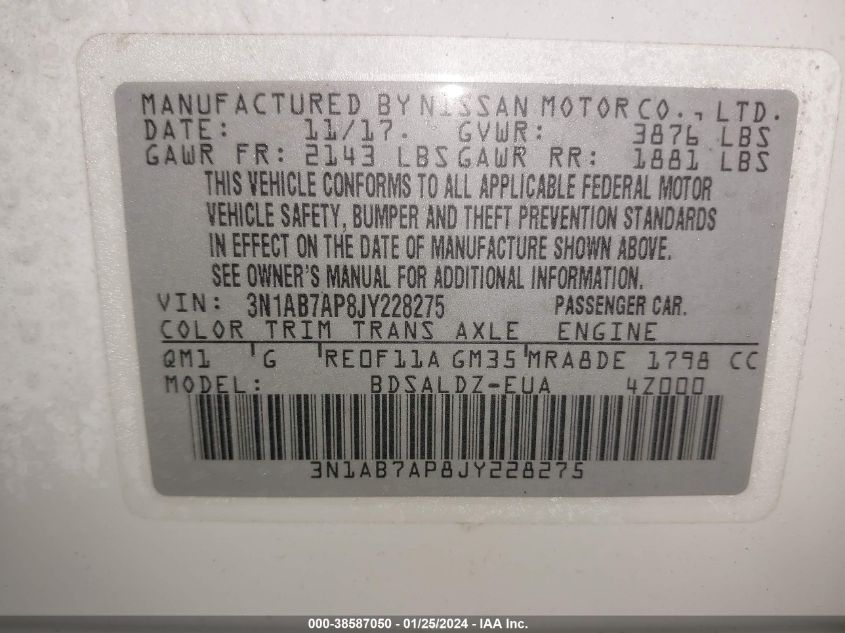 MANUFACTURED BY NISSAN MOTOR CO., LTD.
DATE: 11/17. GVWR: 3876 LBS
GAWR FR: 2143 LBS GAWR RR: 1881 LBS
THIS VEHICLE CONFORMS TO ALL APPLICABLE FEDERAL MOTOR
VEHICLE SAFETY, BUMPER AND THEFT PREVENTION STANDARDS
IN EFFECT ON THE DATE OF MANUFACTURE SHOWN ABOVE.
SEE OWNER'S MANUAL FOR ADDITIONAL INFORMATION.
VIN: 3N1AB7AP8JY228275 PASSENGER CAR.
COLOR TRIM TRANS AXLE ENGINE
QM1 G RE0F11A GM35 MRA8DE 1798 CC
MODEL: BDSALDZ-EUA 4Z000
3N1AB7AP8JY228275
000-38587050 - 01/25/2024 - IAA Inc.